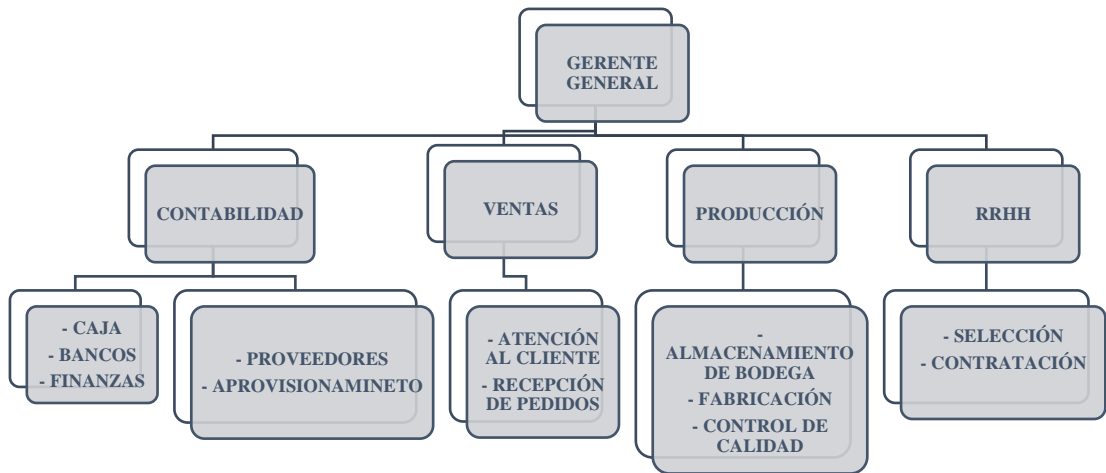 GERENTE
GENERAL
CONTABILIDAD
VENTAS
PRODUCCIÓN
RRHH
- CAJA
- BANCOS
- FINANZAS
- PROVEEDORES
- APROVISIONAMINETO
- ATENCIÓN
AL CLIENTE
- RECEPCIÓN
DE PEDIDOS
-
ALMACENAMIENTO
DE BODEGA
- FABRICACIÓN
- CONTROL DE
CALIDAD
- SELECCIÓN
- CONTRATACIÓN